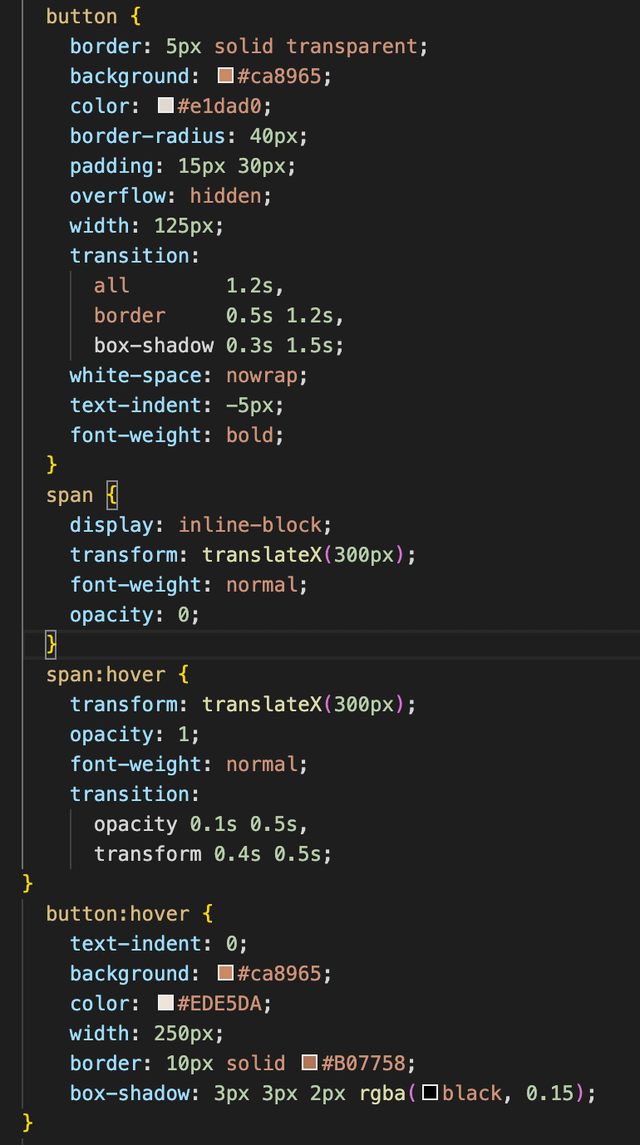 button {
border: 5px solid transparent;
background: #ca8965;
color: #e1dad0;
border-radius: 40px;
padding: 15px 30px;
overflow: hidden;
width: 125px;
transition:
all 1.2s,
border 0.5s 1.2s,
box-shadow 0.3s 1.5s;
white-space: nowrap;
text-indent: -5px;
font-weight: bold;
}
span {
display: inline-block;
transform: translateX(300px);
font-weight: normal;
opacity: 0;
}
span:hover {
transform: translateX(300px);
opacity: 1;
font-weight: normal;
transition:
opacity 0.1s 0.5s,
transform 0.4s 0.5s;
}
button:hover {
text-indent: 0;
background: #ca8965;
color: #EDE5DA;
width: 250px;
border: 10px solid #B07758;
box-shadow: 3px 3px 2px rgba(black, 0.15);
}